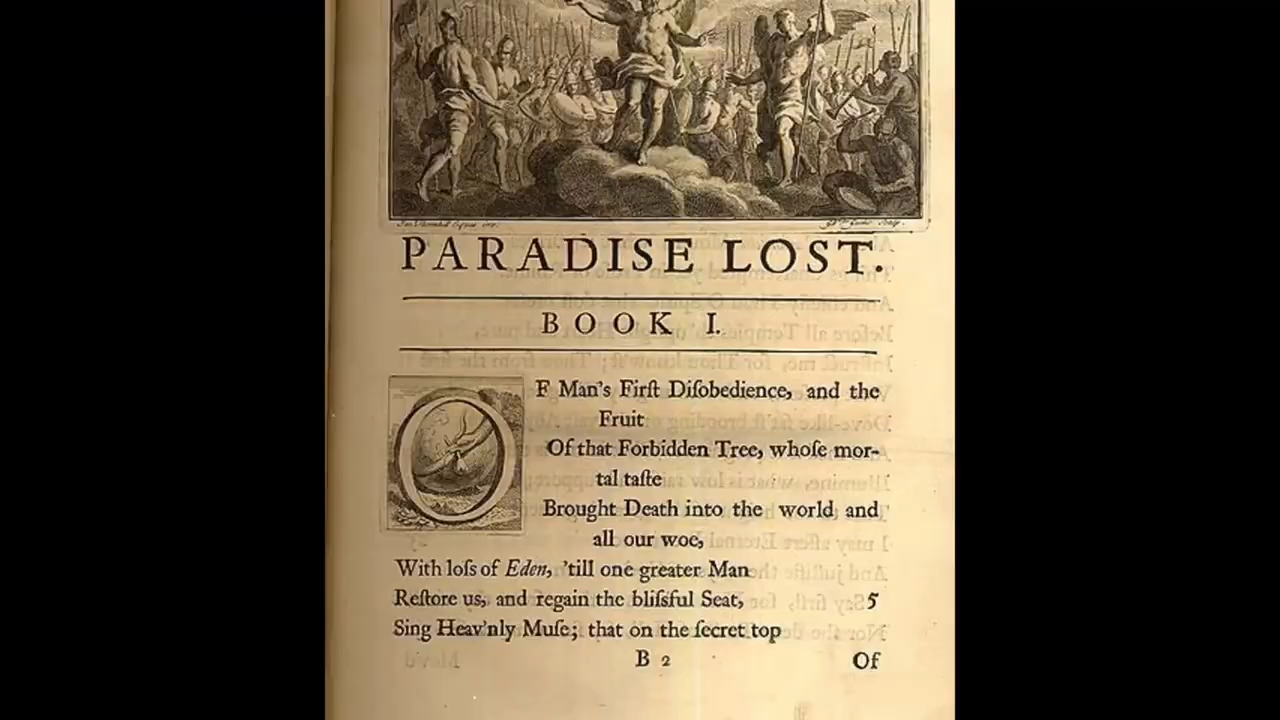 PARADISE LOST.
BOOK I.
OF Man's Firſt Diſobedience, and the
Fruit
Of that Forbidden Tree, whoſe mor-
tal taſte
Brought Death into the world and
all our woe,
With loſs of Eden, 'till one greater Man
Reſtore us, and regain the bliſſful Seat, 5
Sing Heav'nly Muſe; that on the ſecret top
B 2 Of